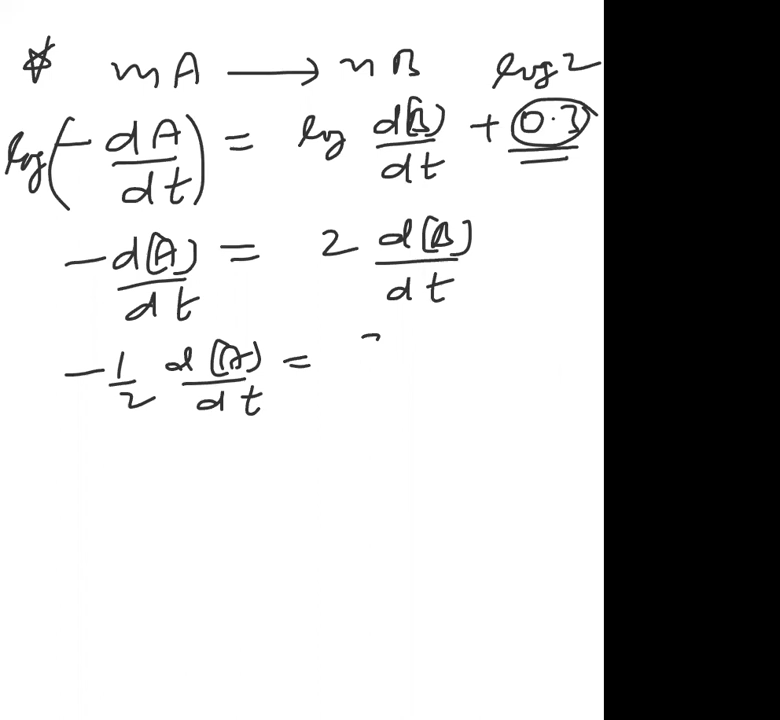 ☆ mA ⟶ nB log 2
log(-dA/dt) = log d[B]/dt + 0.3
-d[A]/dt = 2 d[B]/dt
-1/2 d[A]/dt =